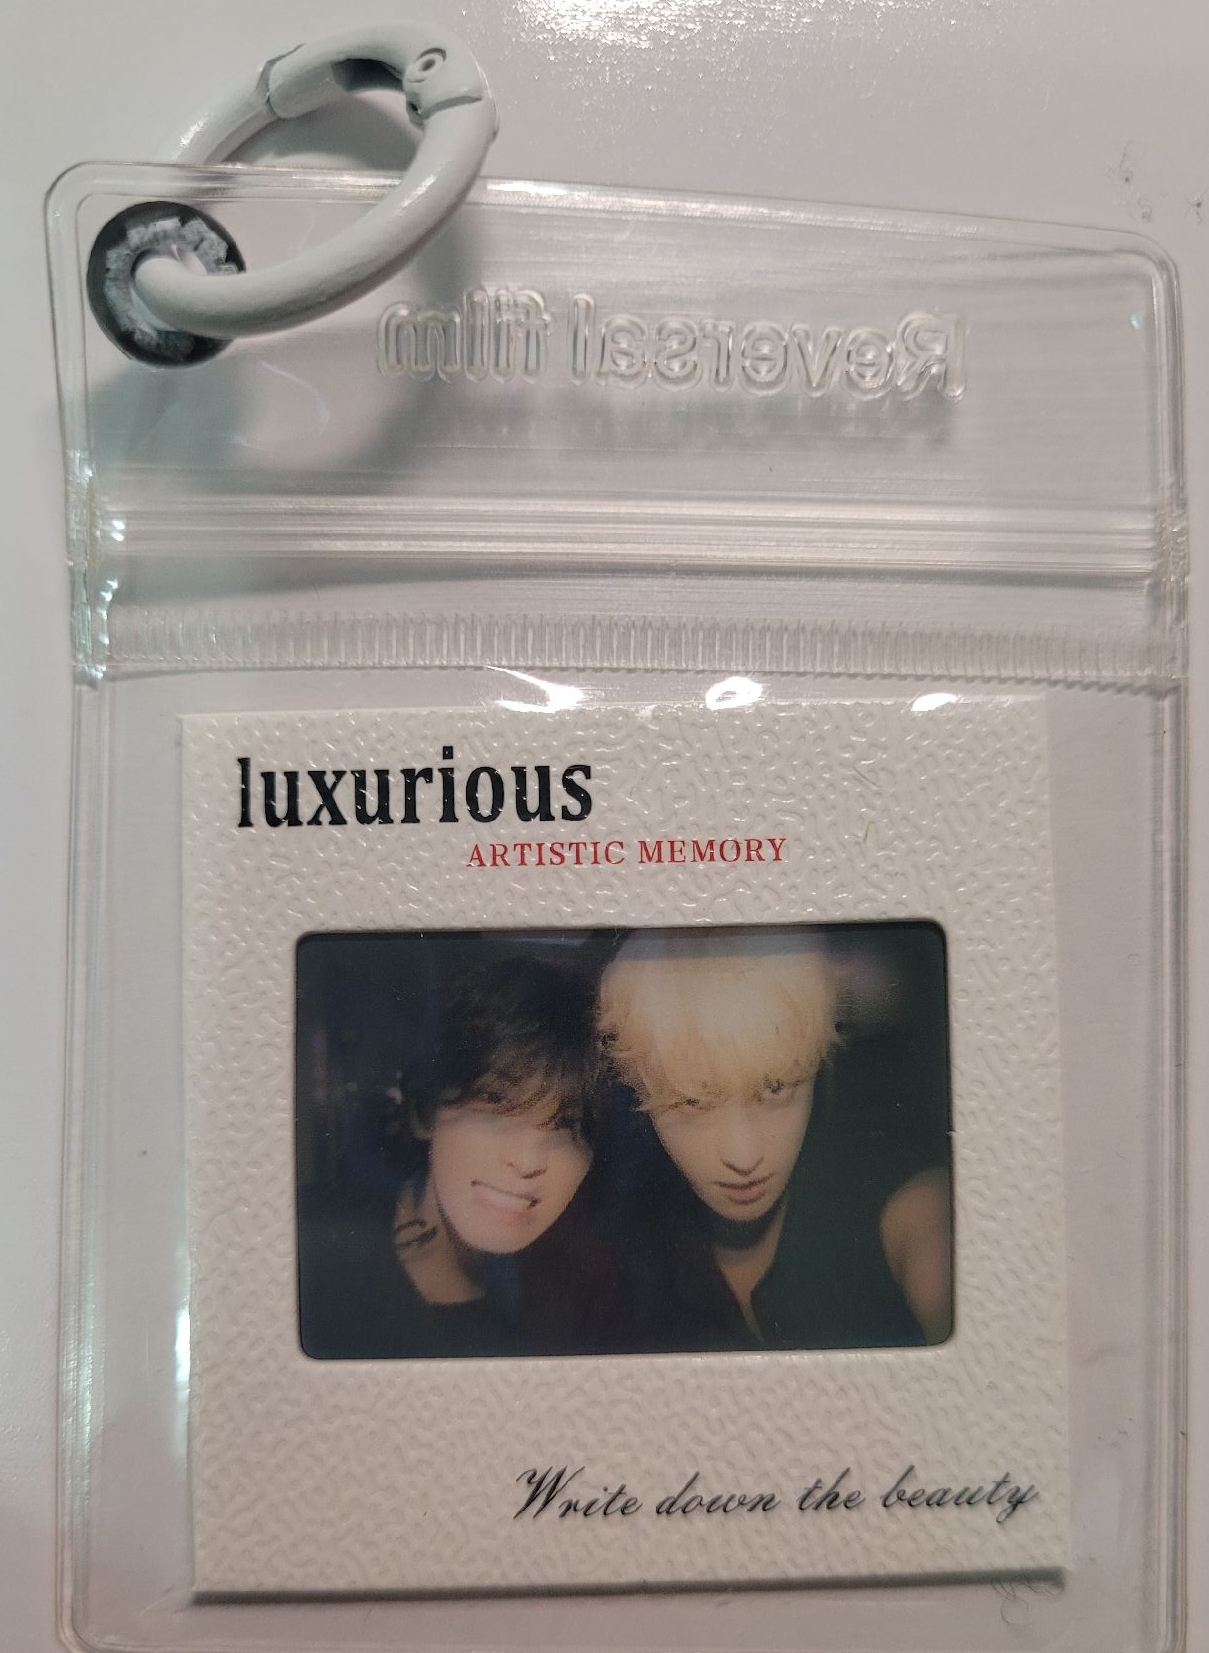 Reversal film
luxurious
ARTISTIC MEMORY
Write down the beauty